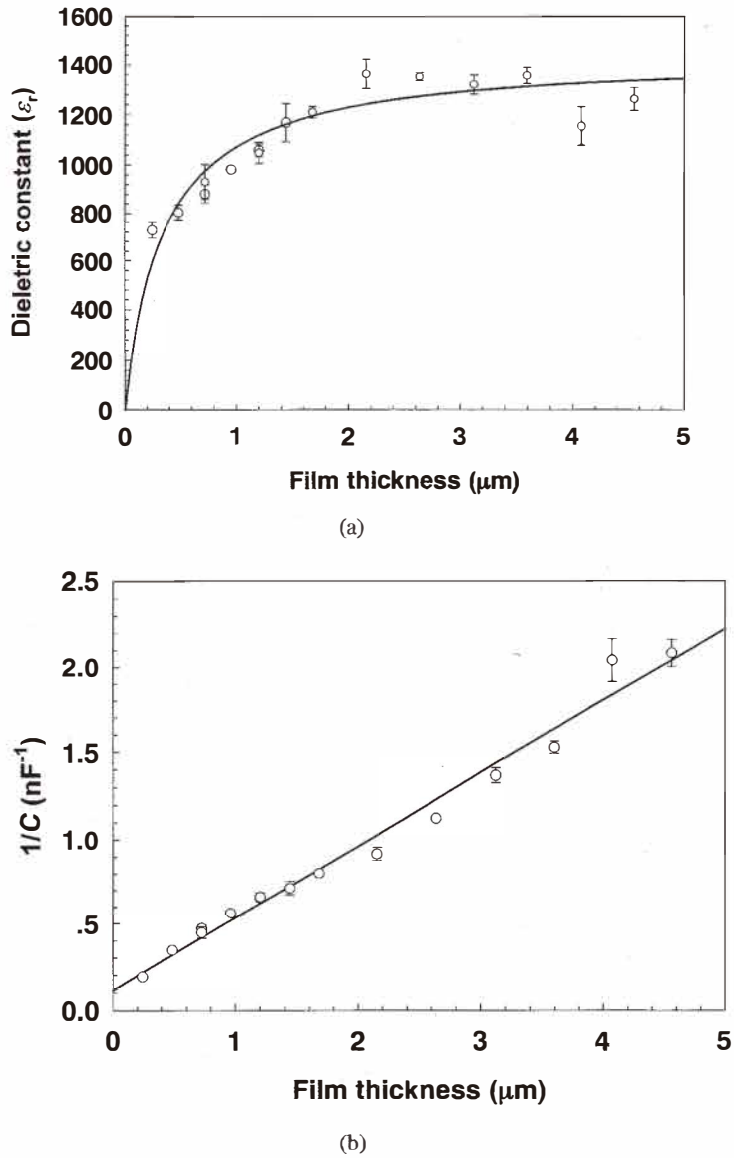 1600
1400
1200
1000
800
600
400
200
0
Dieletric constant (εr)
0 1 2 3 4 5
Film thickness (μm)
(a)
2.5
2.0
1.5
1.0
.5
0.0
1/C (nF-1)
0 1 2 3 4 5
Film thickness (μm)
(b)